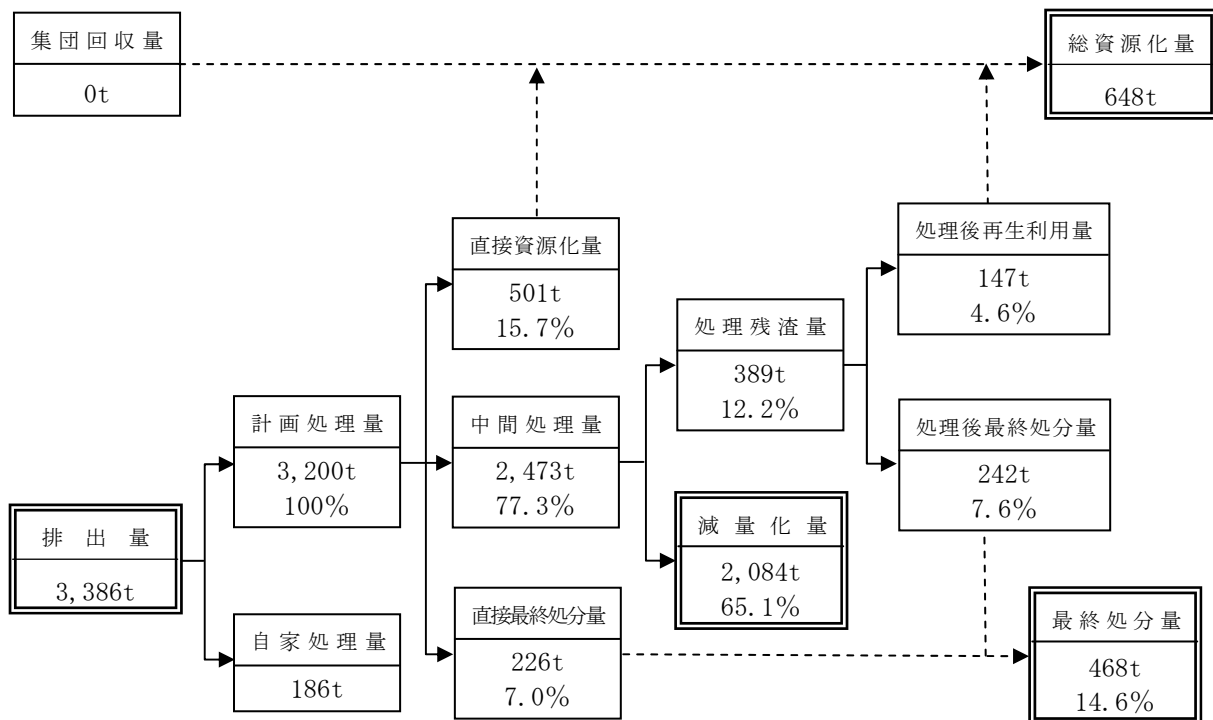 集団回収量
0t
総資源化量
648t
直接資源化量
501t
15.7%
処理後再生利用量
147t
4.6%
処理残渣量
389t
12.2%
計画処理量
3,200t
100%
中間処理量
2,473t
77.3%
処理後最終処分量
242t
7.6%
排出量
3,386t
減量化量
2,084t
65.1%
自家処理量
186t
直接最終処分量
226t
7.0%
最終処分量
468t
14.6%